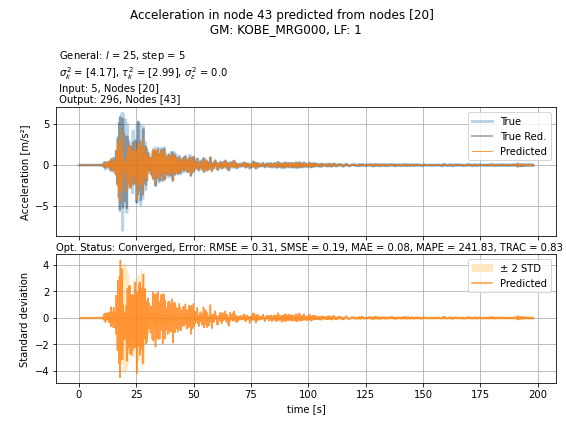 Acceleration in node 43 predicted from nodes [20]
GM: KOBE_MRG000, LF: 1
General: l = 25, step = 5
σ²ₖ = [4.17], τ²ₖ = [2.99], σ²ε = 0.0
Input: 5, Nodes [20]
Output: 296, Nodes [43]
Acceleration [m/s²]
5
0
−5
True
True Red.
Predicted
Opt. Status: Converged, Error: RMSE = 0.31, SMSE = 0.19, MAE = 0.08, MAPE = 241.83, TRAC = 0.83
Standard deviation
4
2
0
−2
−4
± 2 STD
Predicted
0 25 50 75 100 125 150 175 200
time [s]